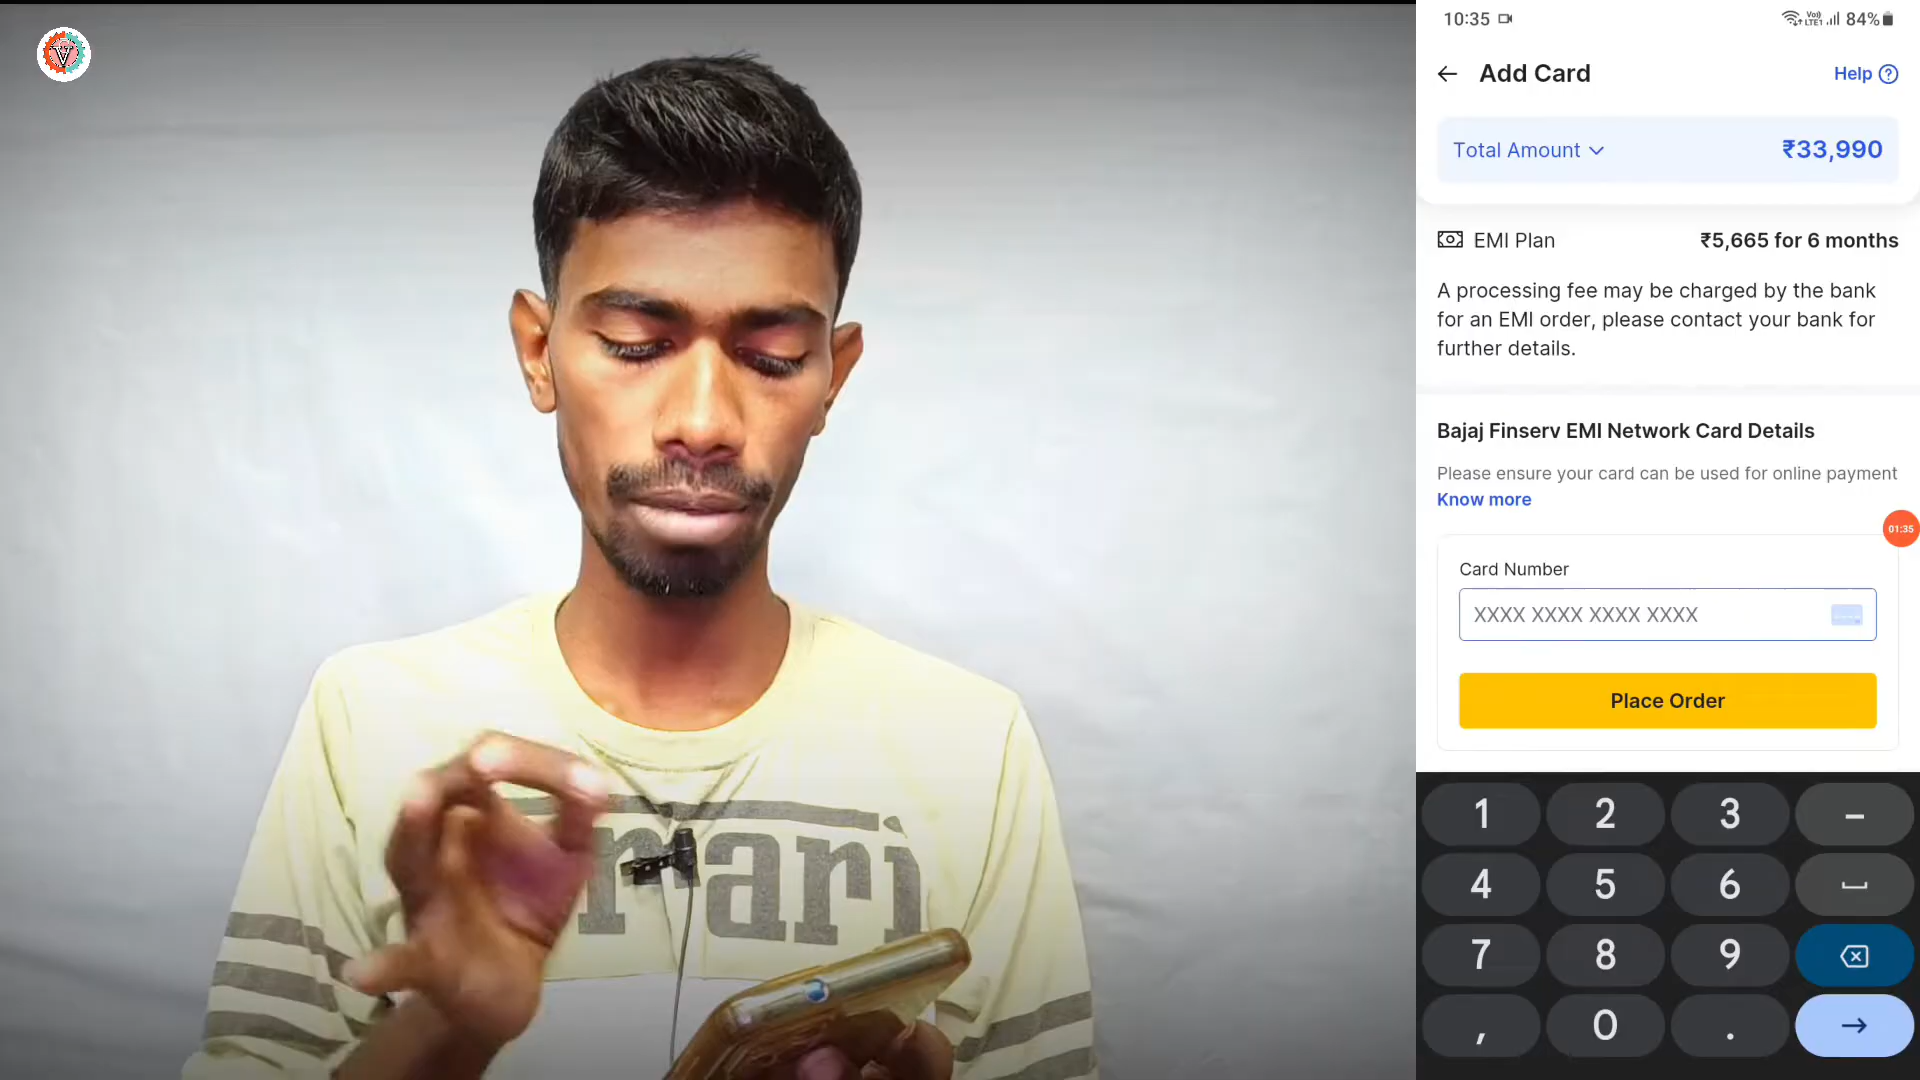 V
mari
10:35
Vo)) LTE1 84%
Add Card
Help ?
Total Amount ₹33,990
EMI Plan ₹5,665 for 6 months
A processing fee may be charged by the bank
for an EMI order, please contact your bank for
further details.
Bajaj Finserv EMI Network Card Details
Please ensure your card can be used for online payment
Know more
01:35
Card Number
XXXX XXXX XXXX XXXX
Place Order
1 2 3 –
4 5 6
7 8 9
, 0 .